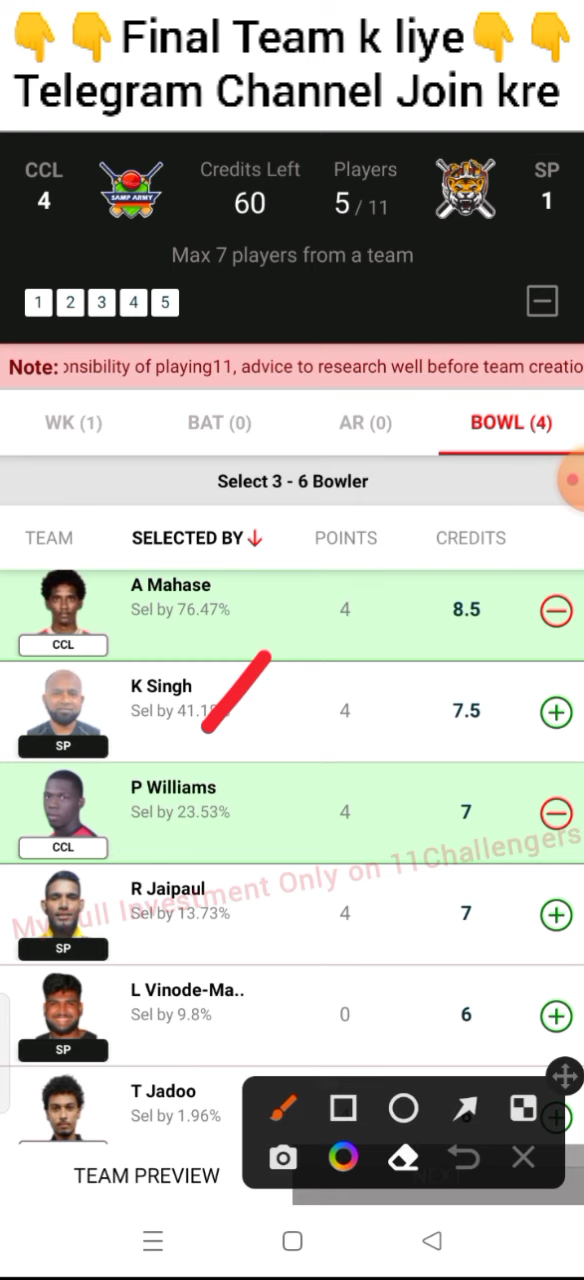 👇👇Final Team k liye👇👇
Telegram Channel Join kre
CCL Credits Left Players SP
4 SAMP ARMY 60 5 / 11 1
Max 7 players from a team
1 2 3 4 5
Note: onsibility of playing11, advice to research well before team creatio
WK (1) BAT (0) AR (0) BOWL (4)
Select 3 - 6 Bowler
TEAM SELECTED BY POINTS CREDITS
A Mahase
Sel by 76.47% 4 8.5
CCL
K Singh
Sel by 41.1 4 7.5
SP
P Williams
Sel by 23.53% 4 7
CCL
My Full Investment Only on 11Challengers
R Jaipaul
Sel by 13.73% 4 7
SP
L Vinode-Ma..
Sel by 9.8% 0 6
SP
T Jadoo
Sel by 1.96%
TEAM PREVIEW